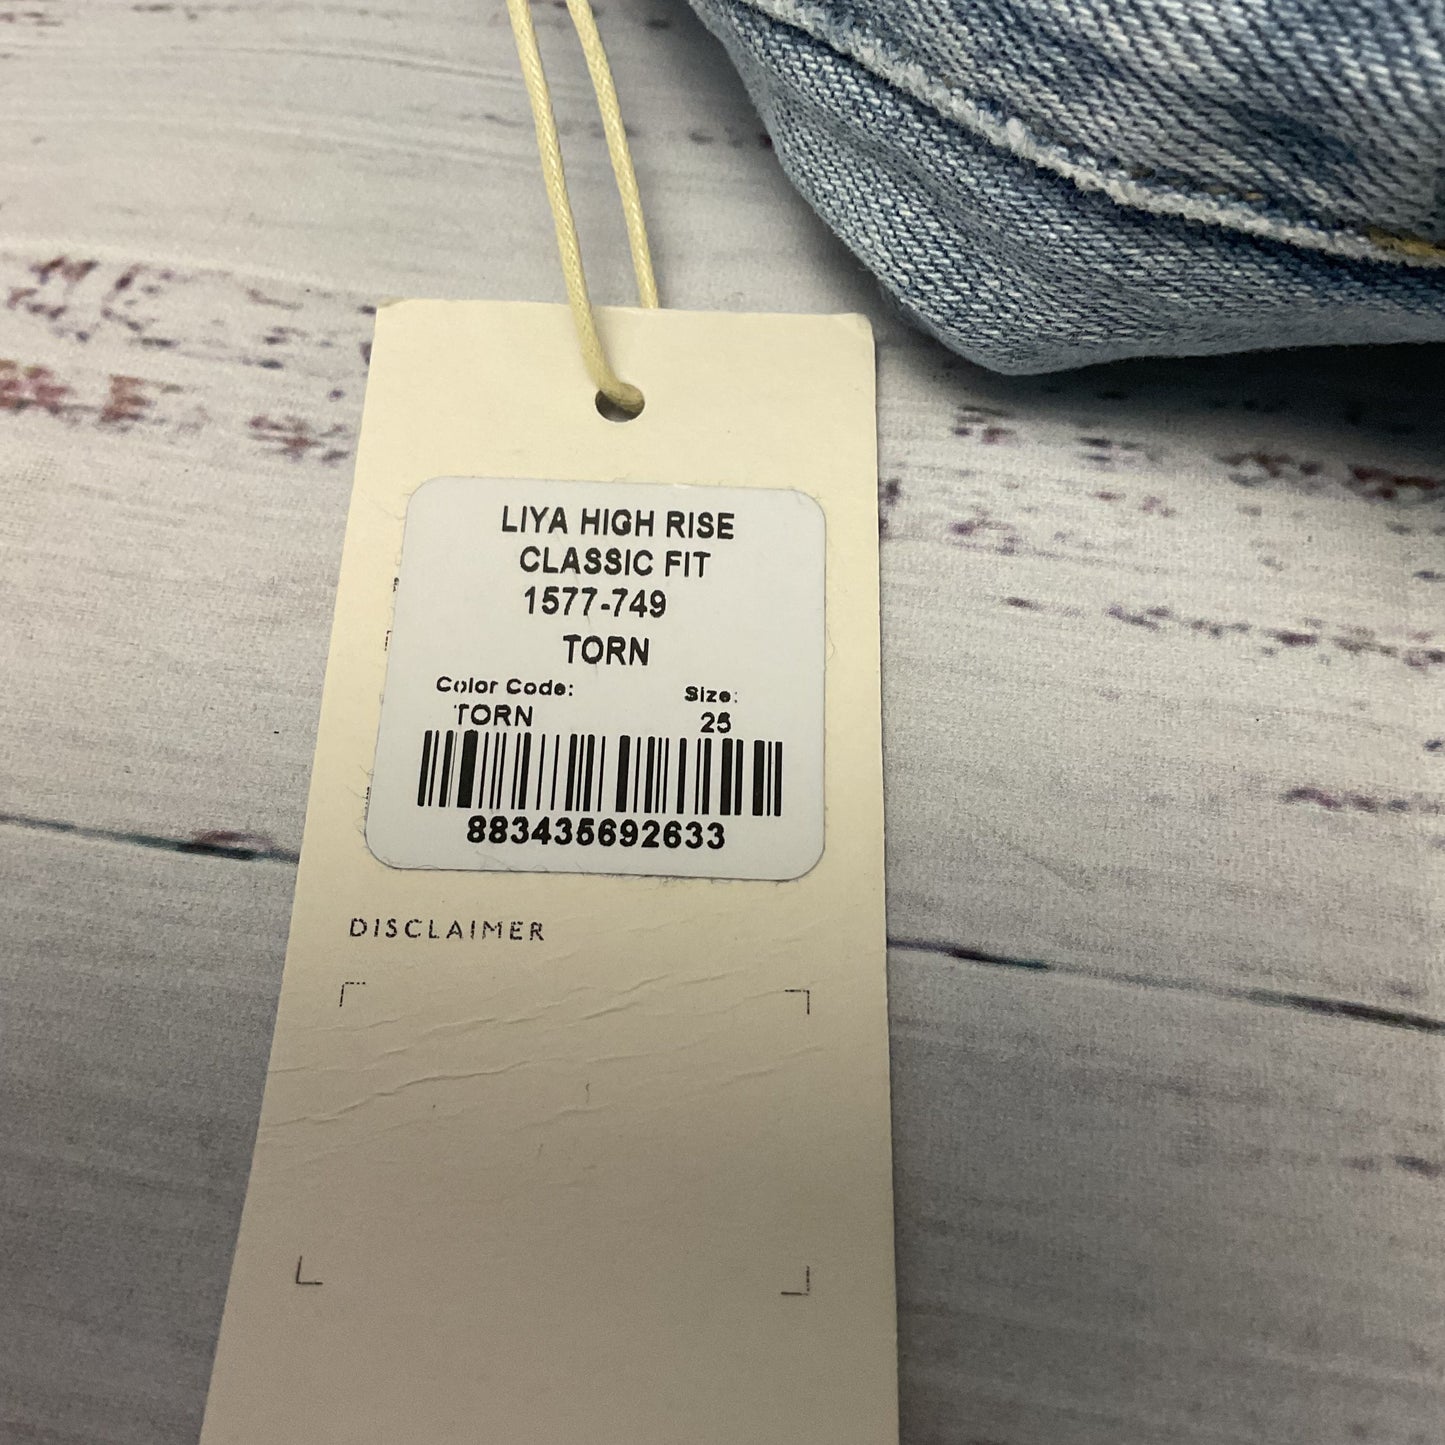 LIYA HIGH RISE
CLASSIC FIT
1577-749
TORN
Color Code: Size:
TORN 25
883435692633
DISCLAIMER